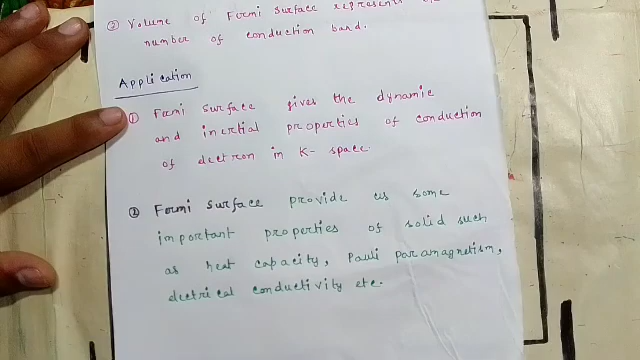 ② Volume of Fermi surface represents
number of conduction band.
Application
① Fermi surface gives the dynamic
and inertial properties of conduction
of electron in K- space.
② Fermi surface provide us some
important properties of solid such
as heat capacity, Pauli paramagnetism,
electrical conductivity etc.